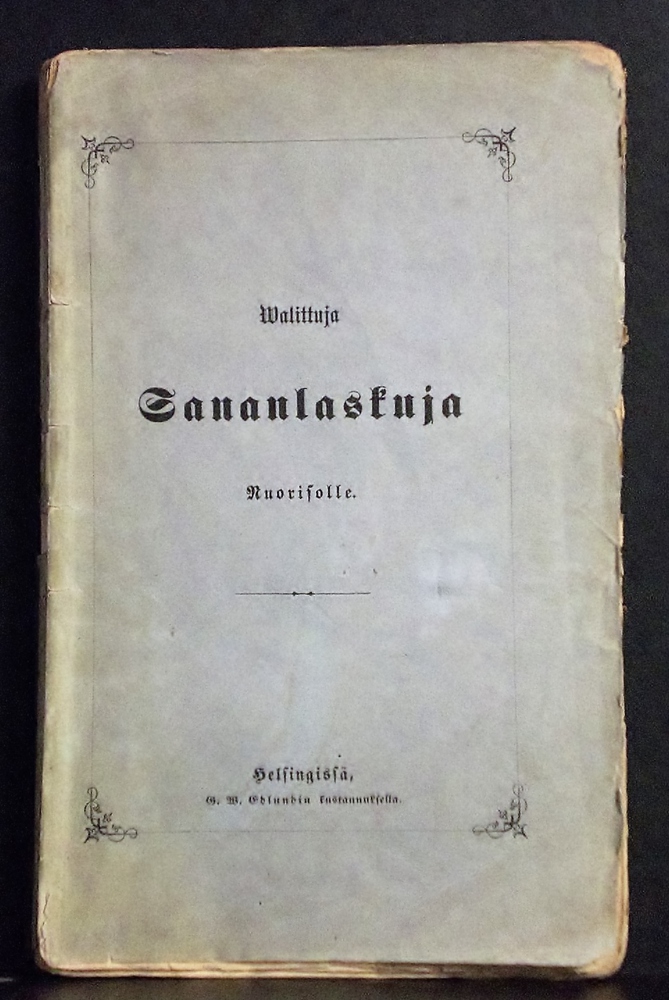 Walittuja
Sananlaskuja
Nuoriſolle.
Helſingisſä,
G. W. Edlundin kustannukſella.